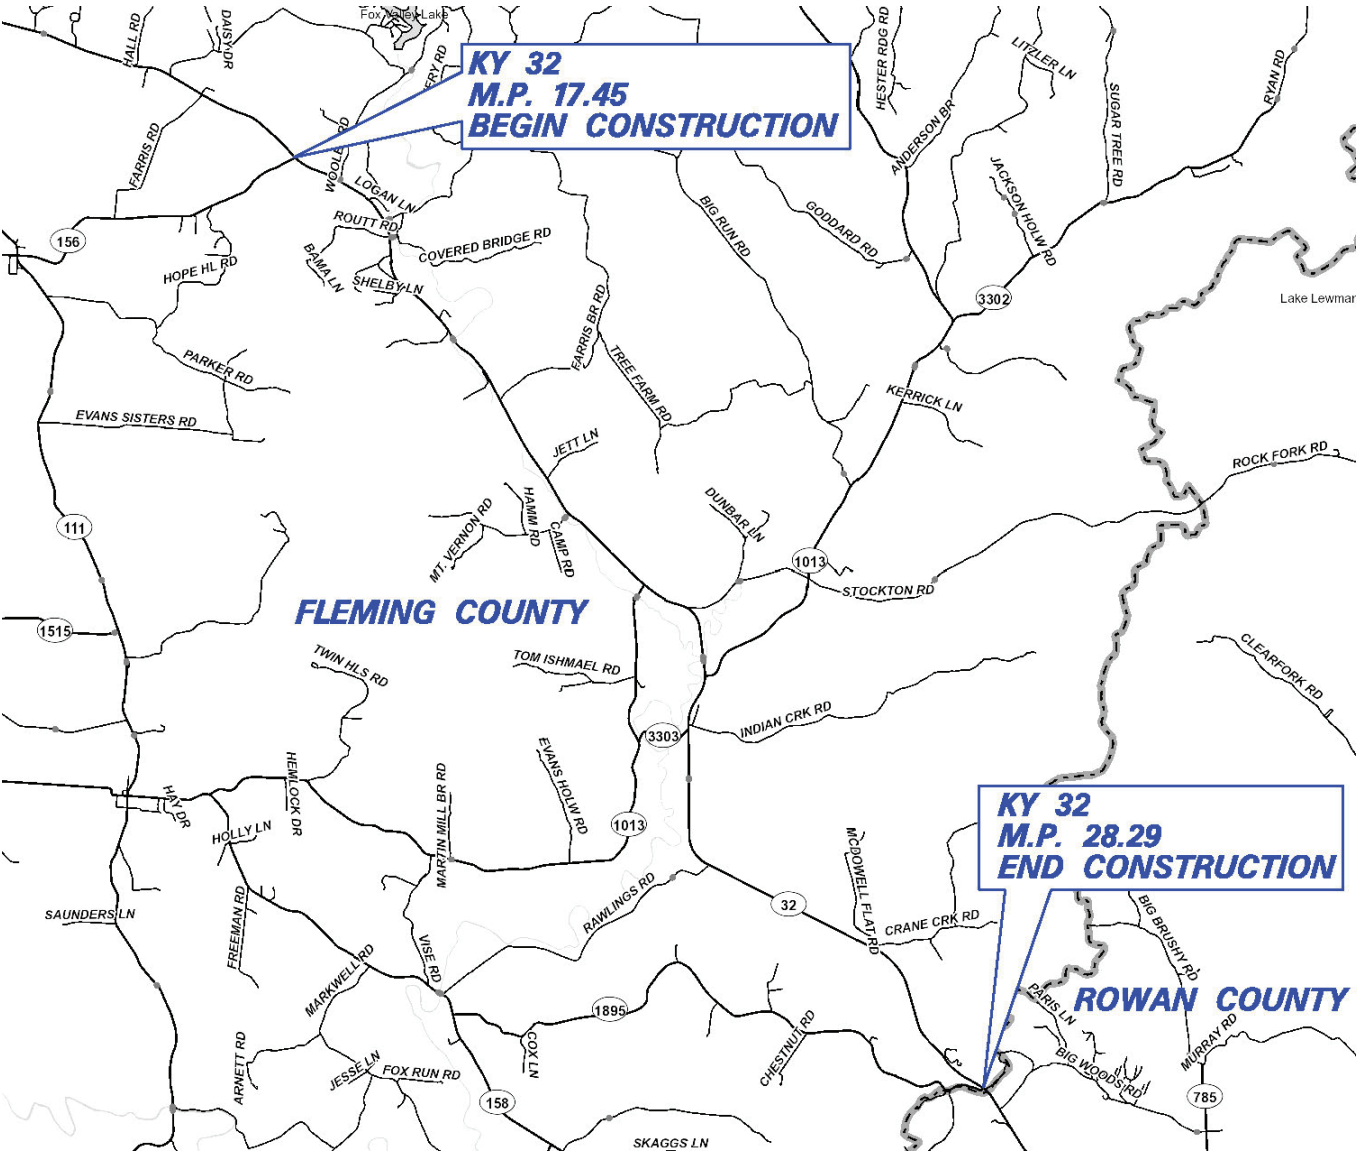 Fox Valley Lake
HALL RD
DAISY DR
ERY RD
KY 32
M.P. 17.45
BEGIN CONSTRUCTION
HESTER RDG RD
LITZLER LN
RYAN RD
SUGAR TREE RD
ANDERSON BR
FARRIS RD
JACKSON HOLW RD
LOGAN LN
ROUTT RD
BIG RUN RD
GODDARD RD
156
COVERED BRIDGE RD
BAMA LN
HOPE HL RD
SHELBY LN
3302
Lake Lewmar
FARRIS BR RD
TREE FARM RD
PARKER RD
KERRICK LN
EVANS SISTERS RD
JETT LN
ROCK FORK RD
DUNBAR LN
HAMM RD
MT. VERNON RD
CAMP RD
111
1013
STOCKTON RD
FLEMING COUNTY
1515
TWIN HLS RD
TOM ISHMAEL RD
CLEARFORK RD
INDIAN CRK RD
3303
EVANS HOLW RD
HEMLOCK DR
MARTIN MILL BR RD
HAY DR
KY 32
M.P. 28.29
END CONSTRUCTION
1013
HOLLY LN
MCDOWELL FLAT RD
RAWLINGS RD
32
SAUNDERS LN
FREEMAN RD
CRANE CRK RD
BIG BRUSHY RD
VISE RD
MARKWELL RD
ROWAN COUNTY
PARIS LN
1895
CHESTNUT RD
MURRAY RD
COX LN
ARNETT RD
JESSE LN
FOX RUN RD
BIG WOODS RD
785
158
SKAGGS LN